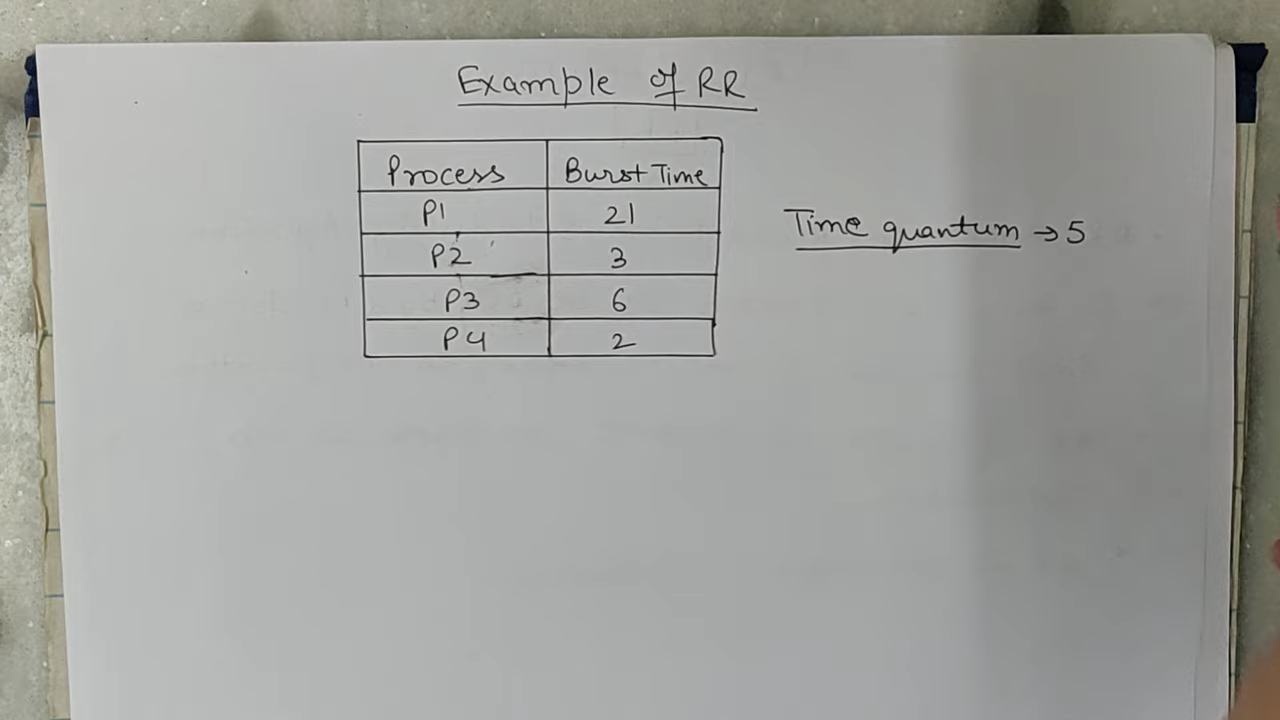 Example of RR
Process Burst Time
P1 21
P2 3
P3 6
P4 2
Time quantum → 5